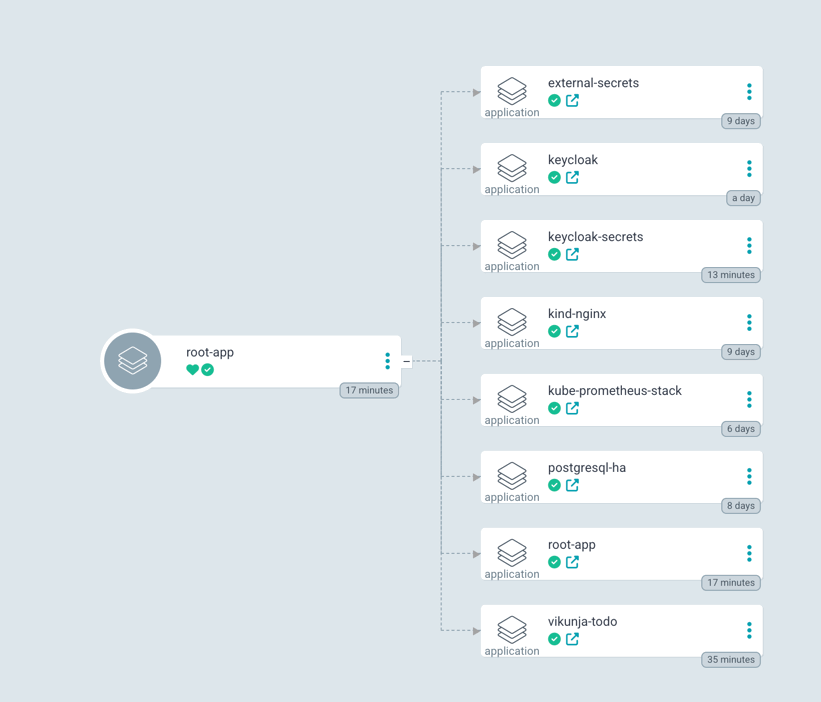 root-app
17 minutes
external-secrets
application
9 days
keycloak
application
a day
keycloak-secrets
application
13 minutes
kind-nginx
application
9 days
kube-prometheus-stack
application
6 days
postgresql-ha
application
8 days
root-app
application
17 minutes
vikunja-todo
application
35 minutes